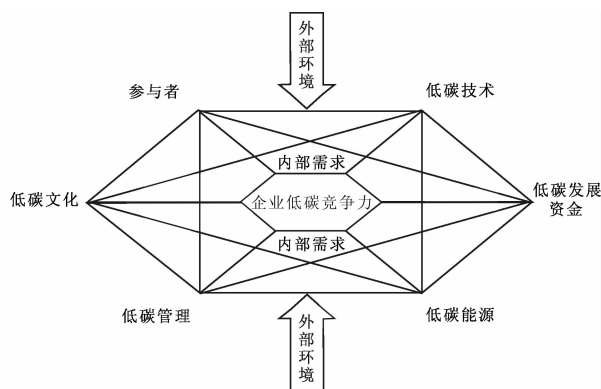 外部环境
参与者
低碳技术
内部需求
低碳文化
企业低碳竞争力
低碳发展
资金
内部需求
低碳管理
低碳能源
外部环境